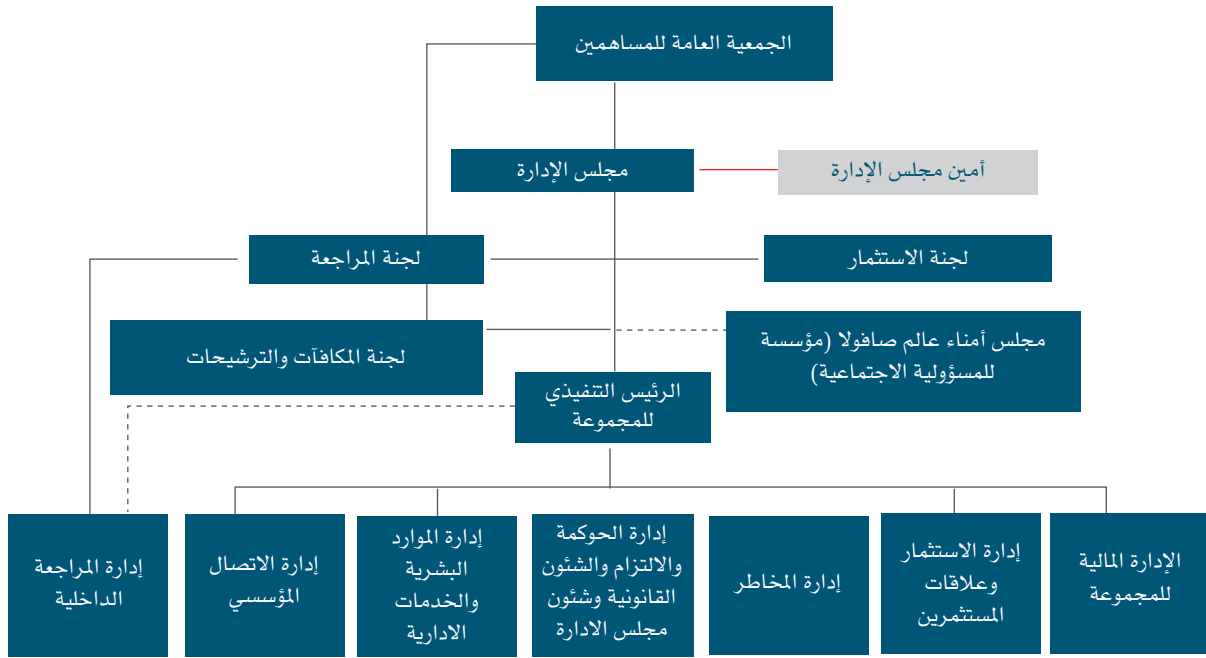 الجمعية العامة للمساهمين
مجلس الإدارة
أمين مجلس الإدارة
لجنة الاستثمار
لجنة المراجعة
مجلس أمناء عالم صافولا (مؤسسة
للمسؤولية الاجتماعية)
لجنة المكافآت والترشيحات
الرئيس التنفيذي
للمجموعة
الإدارة المالية
للمجموعة
إدارة الاستثمار
وعلاقات
المستثمرين
إدارة المخاطر
إدارة الحوكمة
والالتزام والشئون
القانونية وشئون
مجلس الادارة
إدارة الموارد
البشرية
والخدمات
الادارية
إدارة الاتصال
المؤسسي
إدارة المراجعة
الداخلية